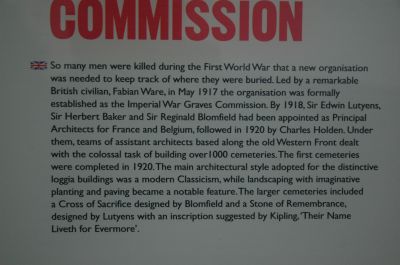 COMMISSION
So many men were killed during the First World War that a new organisation
was needed to keep track of where they were buried. Led by a remarkable
British civilian, Fabian Ware, in May 1917 the organisation was formally
established as the Imperial War Graves Commission. By 1918, Sir Edwin Lutyens,
Sir Herbert Baker and Sir Reginald Blomfield had been appointed as Principal
Architects for France and Belgium, followed in 1920 by Charles Holden. Under
them, teams of assistant architects based along the old Western Front dealt
with the colossal task of building over1000 cemeteries. The first cemeteries
were completed in 1920. The main architectural style adopted for the distinctive
loggia buildings was a modern Classicism, while landscaping with imaginative
planting and paving became a notable feature. The larger cemeteries included
a Cross of Sacrifice designed by Blomfield and a Stone of Remembrance,
designed by Lutyens with an inscription suggested by Kipling, 'Their Name
Liveth for Evermore'.